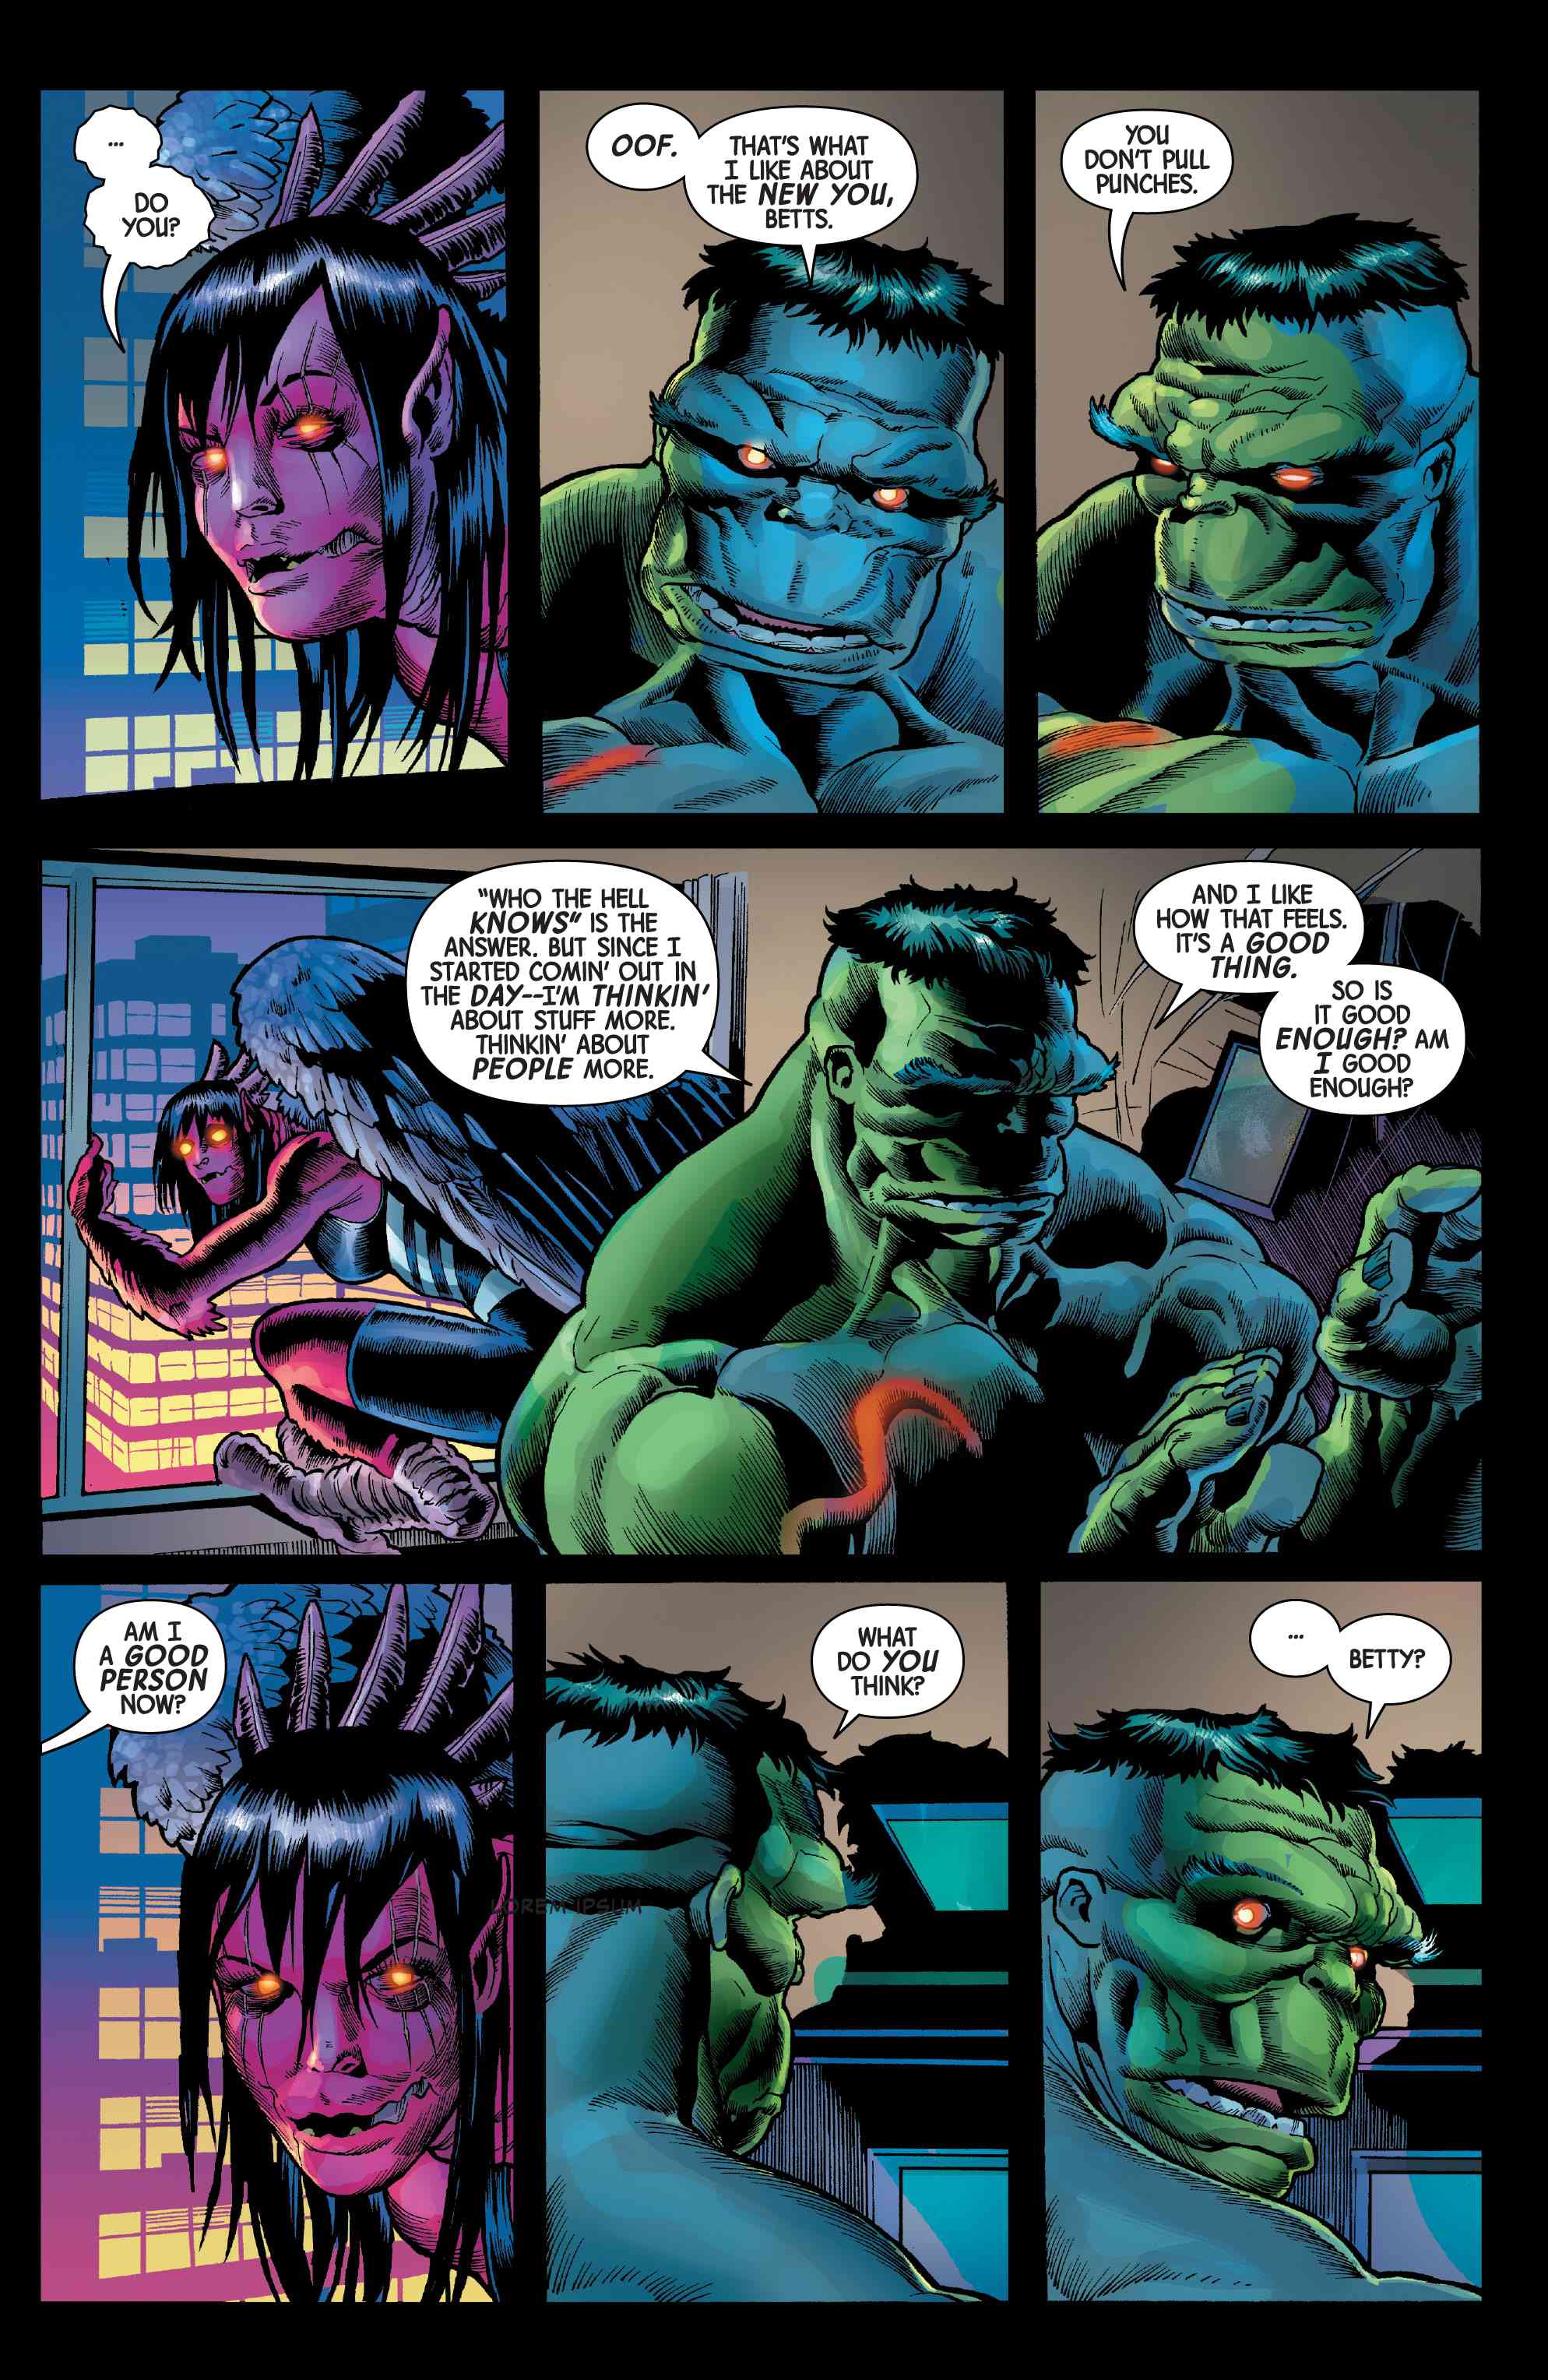 ...
DO
YOU?
OOF.
THAT'S WHAT
I LIKE ABOUT
THE NEW YOU,
BETTS.
YOU
DON'T PULL
PUNCHES.
"WHO THE HELL
KNOWS" IS THE
ANSWER. BUT SINCE I
STARTED COMIN' OUT IN
THE DAY--I'M THINKIN'
ABOUT STUFF MORE.
THINKIN' ABOUT
PEOPLE MORE.
AND I LIKE
HOW THAT FEELS.
IT'S A GOOD
THING.
SO IS
IT GOOD
ENOUGH? AM
I GOOD
ENOUGH?
AM I
A GOOD
PERSON
NOW?
WHAT
DO YOU
THINK?
...
BETTY?
LOREM IPSUM